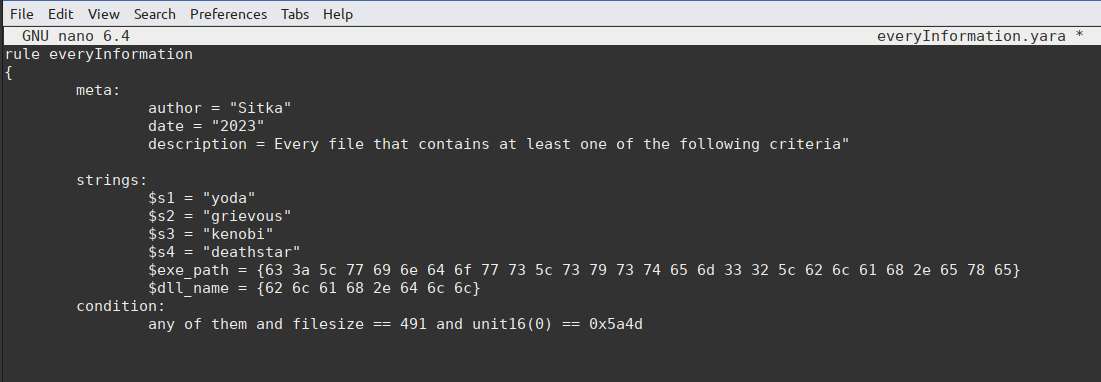 File Edit View Search Preferences Tabs Help
GNU nano 6.4 everyInformation.yara *
rule everyInformation
{
meta:
author = "Sitka"
date = "2023"
description = Every file that contains at least one of the following criteria"
strings:
$s1 = "yoda"
$s2 = "grievous"
$s3 = "kenobi"
$s4 = "deathstar"
$exe_path = {63 3a 5c 77 69 6e 64 6f 77 73 5c 73 79 73 74 65 6d 33 32 5c 62 6c 61 68 2e 65 78 65}
$dll_name = {62 6c 61 68 2e 64 6c 6c}
condition:
any of them and filesize == 491 and unit16(0) == 0x5a4d